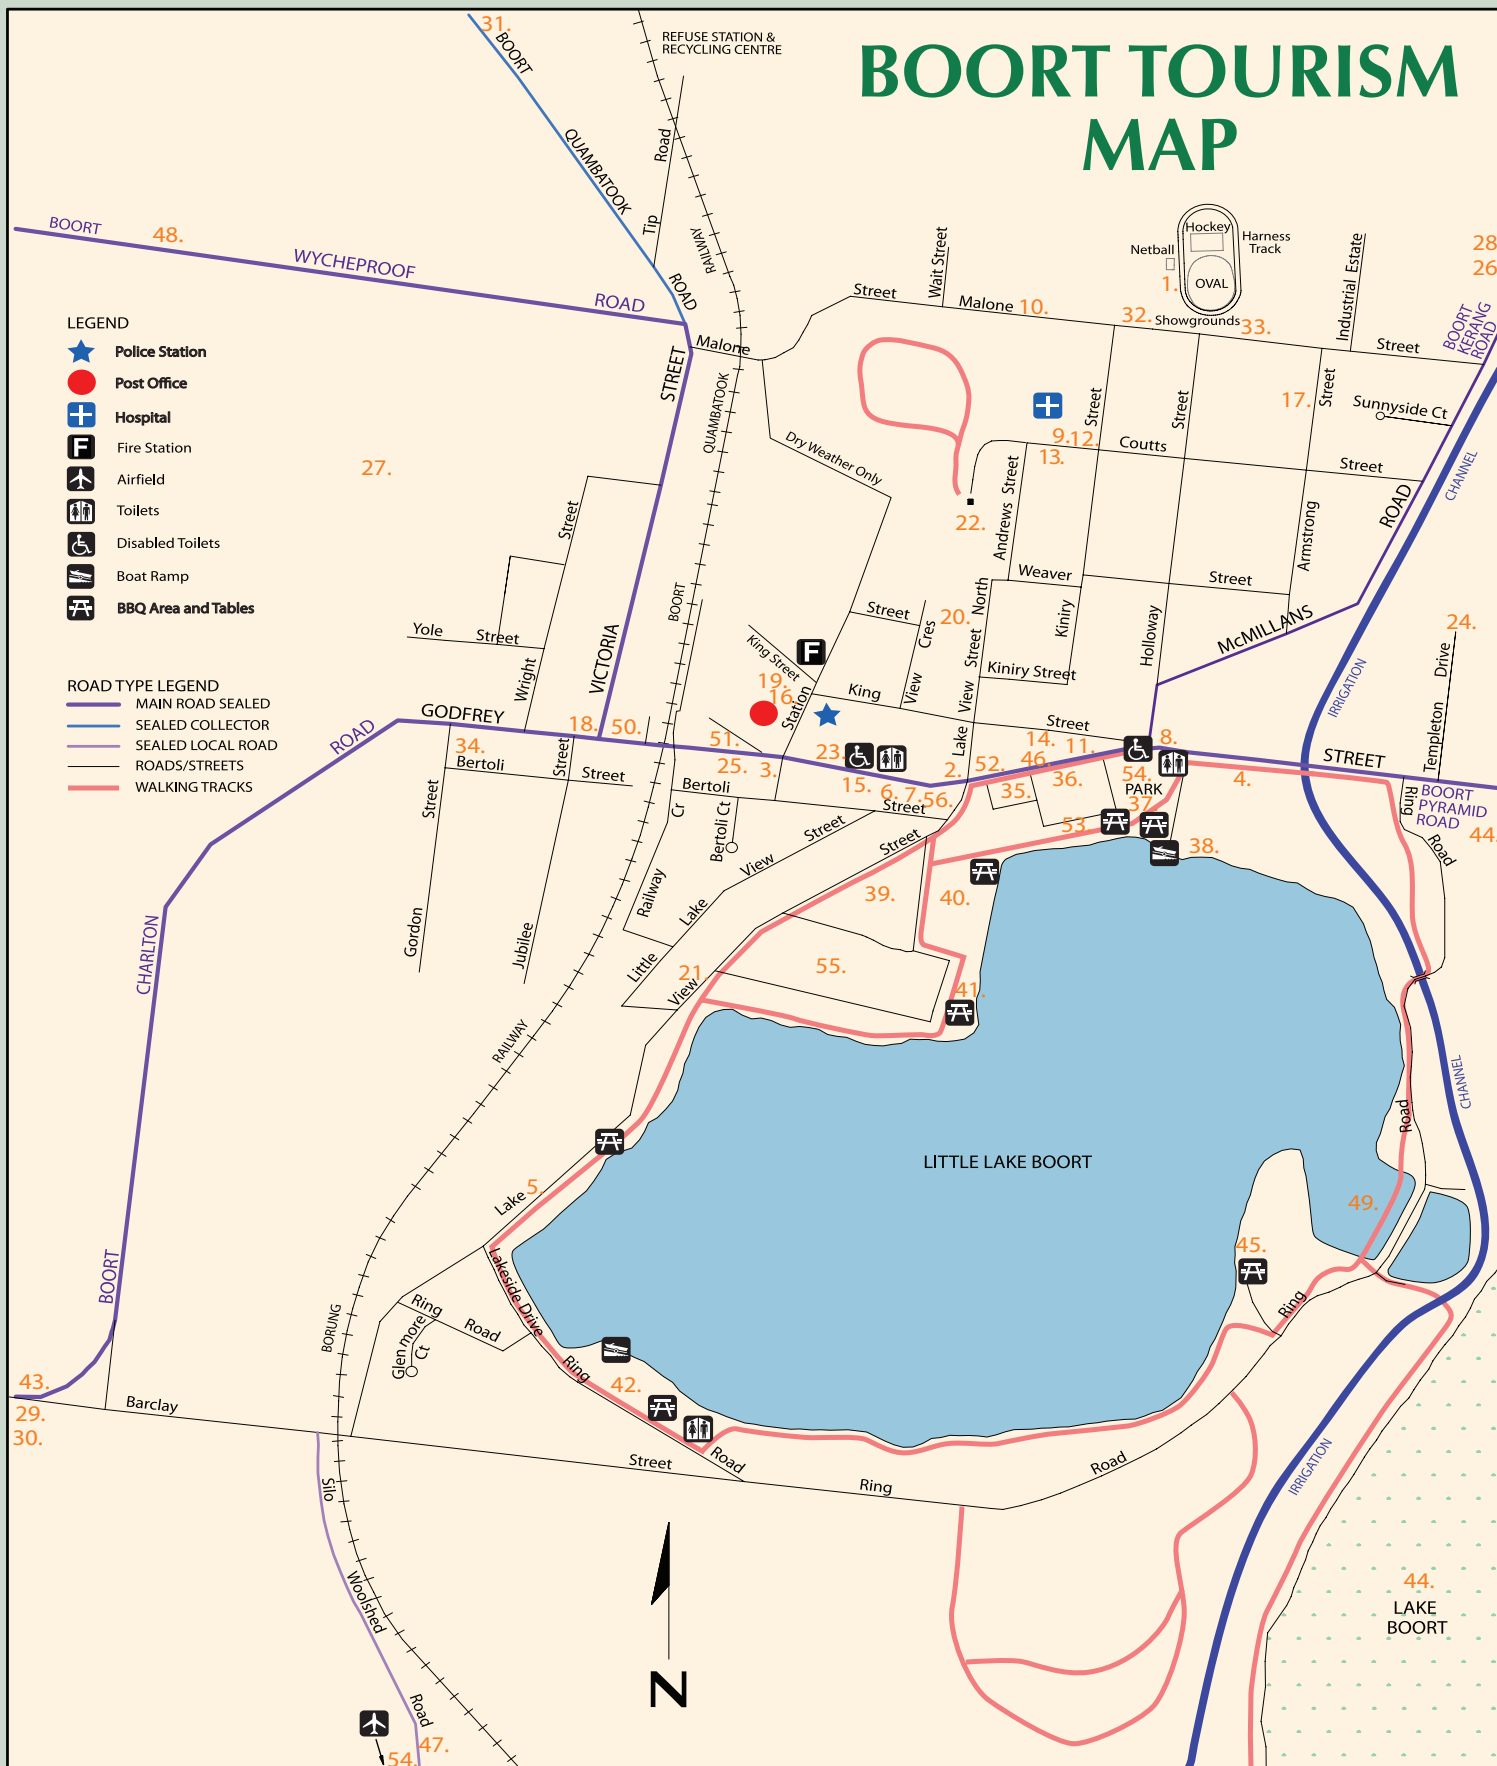 BOORT TOURISM
MAP
31.
BOORT
QUAMBATOOK
ROAD
REFUSE STATION &
RECYCLING CENTRE
Tip
Road
RAILWAY
BOORT
48.
WYCHEPROOF
ROAD
LEGEND
Police Station
Post Office
Hospital
F
Fire Station
Airfield
Toilets
Disabled Toilets
Boat Ramp
BBQ Area and Tables
ROAD TYPE LEGEND
MAIN ROAD SEALED
SEALED COLLECTOR
SEALED LOCAL ROAD
ROADS/STREETS
WALKING TRACKS
27.
Malone
STREET
QUAMBATOOK
BOORT
VICTORIA
Street
Wright
Yole
Street
Street
Wait Street
Malone
10.
Hockey
Netball
Harness
Track
1.
OVAL
32.
Showgrounds
33.
Industrial Estate
Street
28
26
BOORT
KERANG
ROAD
17.
Street
Sunnyside Ct
Dry Weather Only
Street
Street
9.
12.
13.
Coutts
Street
22.
Andrews Street
Armstrong
ROAD
CHANNEL
Weaver
Street
Kiniry
Holloway
McMILLANS
IRRIGATION
24.
Templeton Drive
Street
View Cres
20.
Lake View Street North
Kiniry Street
F
King Street
19.
16.
Station
King
Street
ROAD
GODFREY
18.
50.
51.
25.
3.
23.
15.
6.
7.
56.
2.
52.
14.
46.
11.
36.
35.
8.
54.
PARK
37.
53.
4.
STREET
BOORT
PYRAMID
ROAD
Ring
Road
44.
34.
Bertoli
Street
Street
Gordon
Street
Jubilee
Bertoli
Street
Bertoli Ct
Railway
Cr
Little
Lake
View
Street
View
Street
39.
40.
38.
21.
55.
41.
CHARLTON
BOORT
RAILWAY
BORUNG
Lake
5.
LITTLE LAKE BOORT
Road
CHANNEL
49.
45.
Ring
Lakeside Drive
Ring
Road
Glen more
Ct
Ring
42.
Road
43.
29.
30.
Barclay
Street
Ring
Road
IRRIGATION
Silo
Woolshed
Road
N
44.
LAKE
BOORT
47.
54.